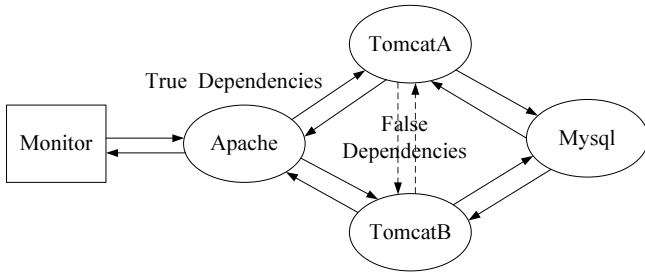 TomcatA
True Dependencies
Monitor
Apache
False
Dependencies
Mysql
TomcatB